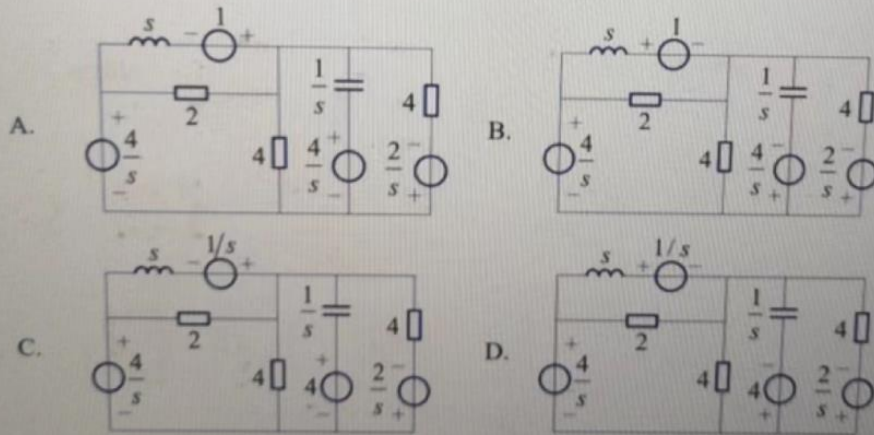 A.
s
− 1 +
2
+
4/s
−
4
1/s
+
4/s
−
4
−
2/s
+
B.
s
+ 1 −
2
+
4/s
−
4
1/s
−
4/s
+
4
−
2/s
+
C.
s
− 1/s +
2
+
4/s
−
4
1/s
+
4
−
4
−
2/s
+
D.
s
+ 1/s −
2
+
4/s
−
4
1/s
−
4
+
4
−
2/s
+